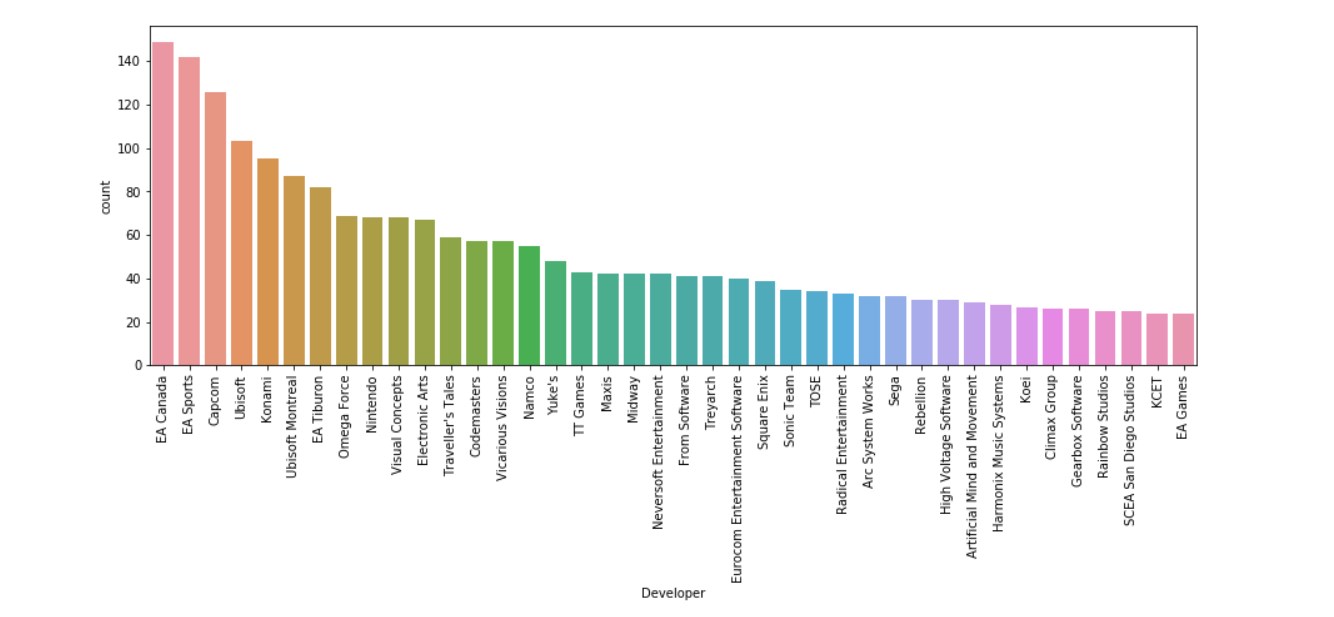 140
120
100
80
60
40
20
0
count
EA Canada
EA Sports
Capcom
Ubisoft
Konami
Ubisoft Montreal
EA Tiburon
Omega Force
Nintendo
Visual Concepts
Electronic Arts
Traveller's Tales
Codemasters
Vicarious Visions
Namco
Yuke's
TT Games
Maxis
Midway
Neversoft Entertainment
From Software
Treyarch
Eurocom Entertainment Software
Square Enix
Sonic Team
TOSE
Radical Entertainment
Arc System Works
Sega
Rebellion
High Voltage Software
Artificial Mind and Movement
Harmonix Music Systems
Koei
Climax Group
Gearbox Software
Rainbow Studios
SCEA San Diego Studios
KCET
EA Games
Developer